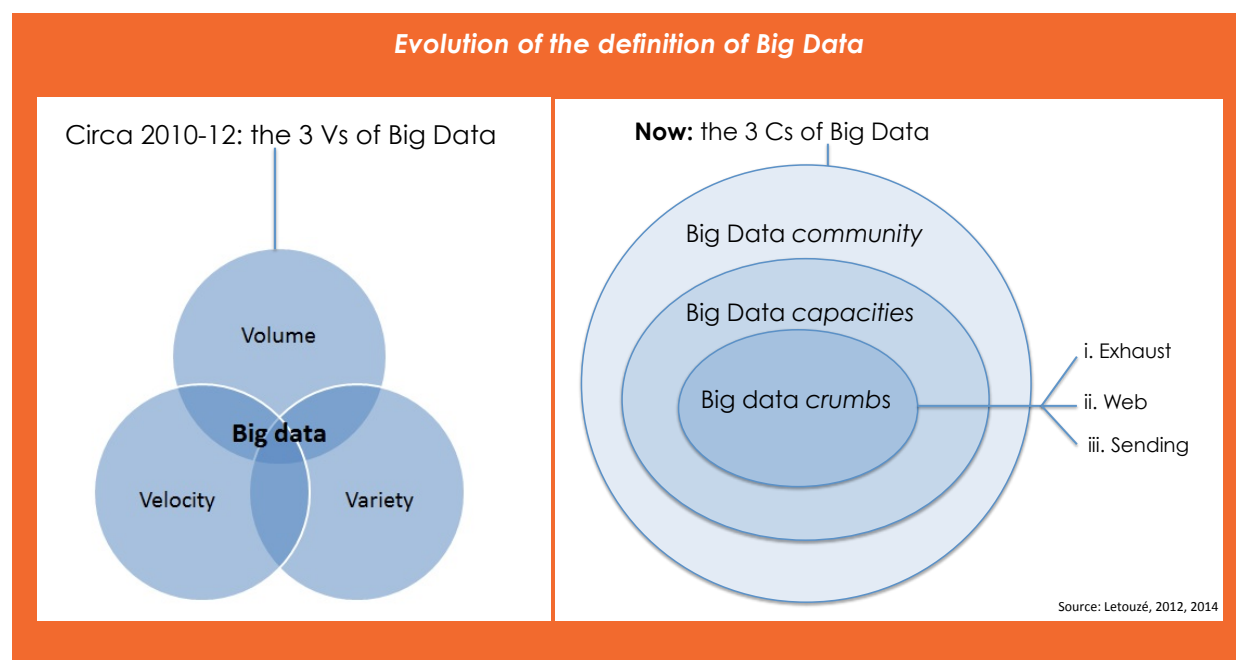 Evolution of the definition of Big Data
Circa 2010-12: the 3 Vs of Big Data
Volume
Big data
Velocity
Variety
Now: the 3 Cs of Big Data
Big Data community
Big Data capacities
Big data crumbs
i. Exhaust
ii. Web
iii. Sending
Source: Letouzé, 2012, 2014